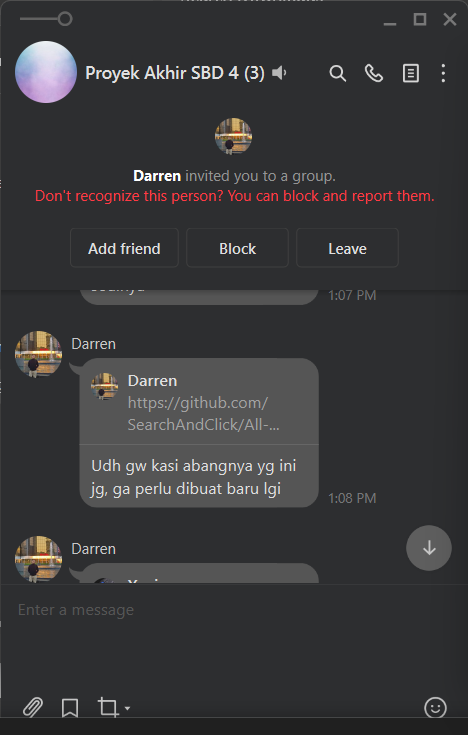 Proyek Akhir SBD 4 (3)
Darren invited you to a group.
Don't recognize this person? You can block and report them.
Add friend
Block
Leave
1:07 PM
Darren
Darren
https://github.com/
SearchAndClick/All-...
Udh gw kasi abangnya yg ini
jg, ga perlu dibuat baru lgi
1:08 PM
Darren
Enter a message